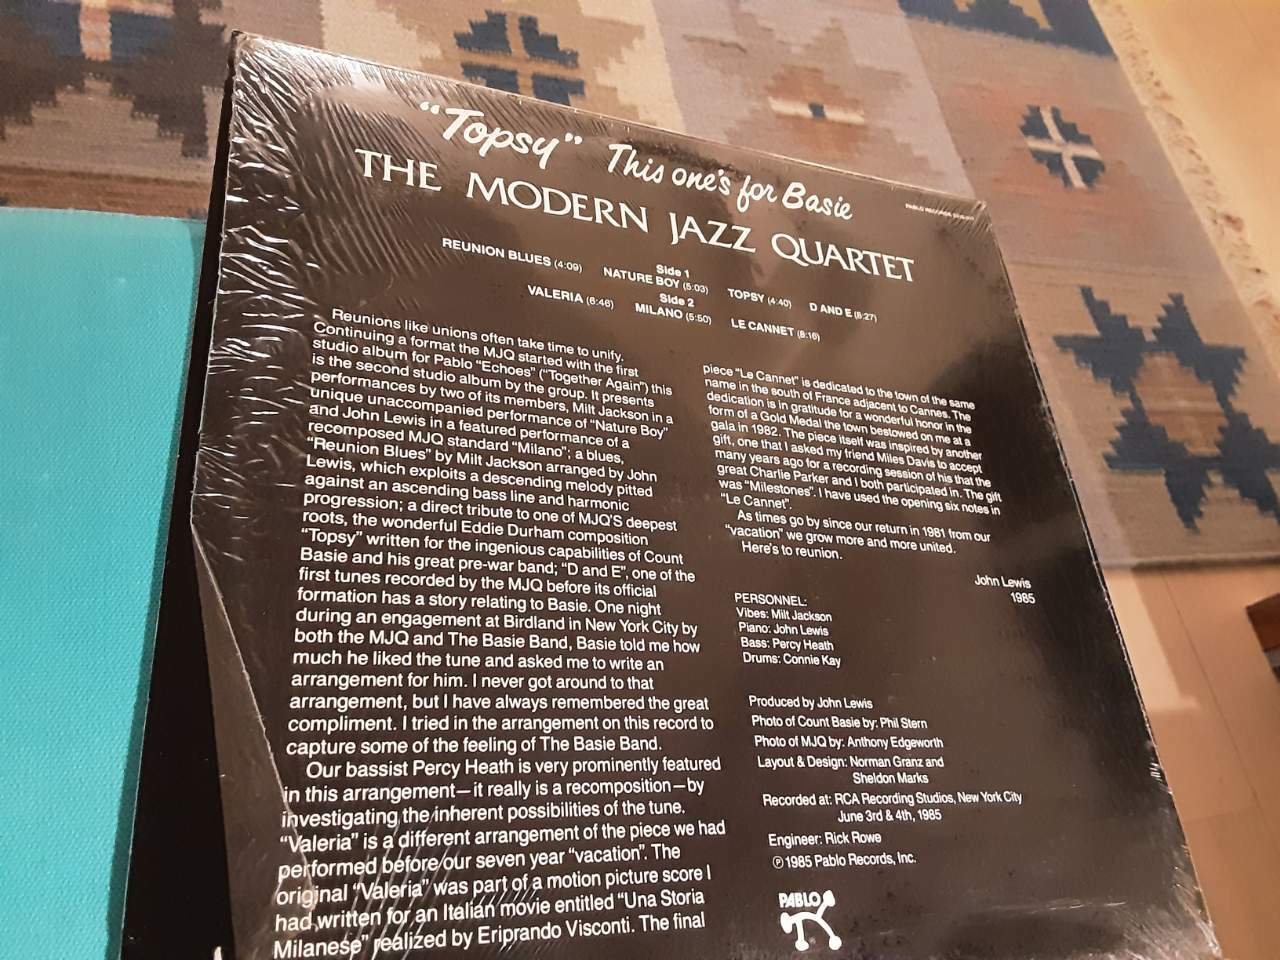 "Topsy" This one's for Basie
PABLO RECORDS
THE MODERN JAZZ QUARTET
Side 1
REUNION BLUES (4:09) NATURE BOY (5:03) TOPSY (4:40) D AND E (8:27)
Side 2
VALERIA (6:46) MILANO (5:50) LE CANNET (8:16)
Reunions like unions often take time to unify.
Continuing a format the MJQ started with the first
studio album for Pablo "Echoes" ("Together Again") this
is the second studio album by the group. It presents
performances by two of its members, Milt Jackson in a
unique unaccompanied performance of "Nature Boy"
and John Lewis in a featured performance of a
recomposed MJQ standard "Milano"; a blues,
"Reunion Blues" by Milt Jackson arranged by John
Lewis, which exploits a descending melody pitted
against an ascending bass line and harmonic
progression; a direct tribute to one of MJQ'S deepest
roots, the wonderful Eddie Durham composition
"Topsy" written for the ingenious capabilities of Count
Basie and his great pre-war band; "D and E", one of the
first tunes recorded by the MJQ before its official
formation has a story relating to Basie. One night
during an engagement at Birdland in New York City by
both the MJQ and The Basie Band, Basie told me how
much he liked the tune and asked me to write an
arrangement for him. I never got around to that
arrangement, but I have always remembered the great
compliment. I tried in the arrangement on this record to
capture some of the feeling of The Basie Band.
Our bassist Percy Heath is very prominently featured
in this arrangement—it really is a recomposition—by
investigating the inherent possibilities of the tune.
"Valeria" is a different arrangement of the piece we had
performed before our seven year "vacation". The
original "Valeria" was part of a motion picture score I
had written for an Italian movie entitled "Una Storia
Milanese" realized by Eriprando Visconti. The final
piece "Le Cannet" is dedicated to the town of the same
name in the south of France adjacent to Cannes. The
dedication is in gratitude for a wonderful honor in the
form of a Gold Medal the town bestowed on me at a
gala in 1982. The piece itself was inspired by another
gift, one that I asked my friend Miles Davis to accept
many years ago for a recording session of his that the
great Charlie Parker and I both participated in. The gift
was "Milestones". I have used the opening six notes in
"Le Cannet".
As times go by since our return in 1981 from our
"vacation" we grow more and more united.
Here's to reunion.
John Lewis
1985
PERSONNEL:
Vibes: Milt Jackson
Piano: John Lewis
Bass: Percy Heath
Drums: Connie Kay
Produced by John Lewis
Photo of Count Basie by: Phil Stern
Photo of MJQ by: Anthony Edgeworth
Layout & Design: Norman Granz and
Sheldon Marks
Recorded at: RCA Recording Studios, New York City
June 3rd & 4th, 1985
Engineer: Rick Rowe
℗1985 Pablo Records, Inc.
PABLO